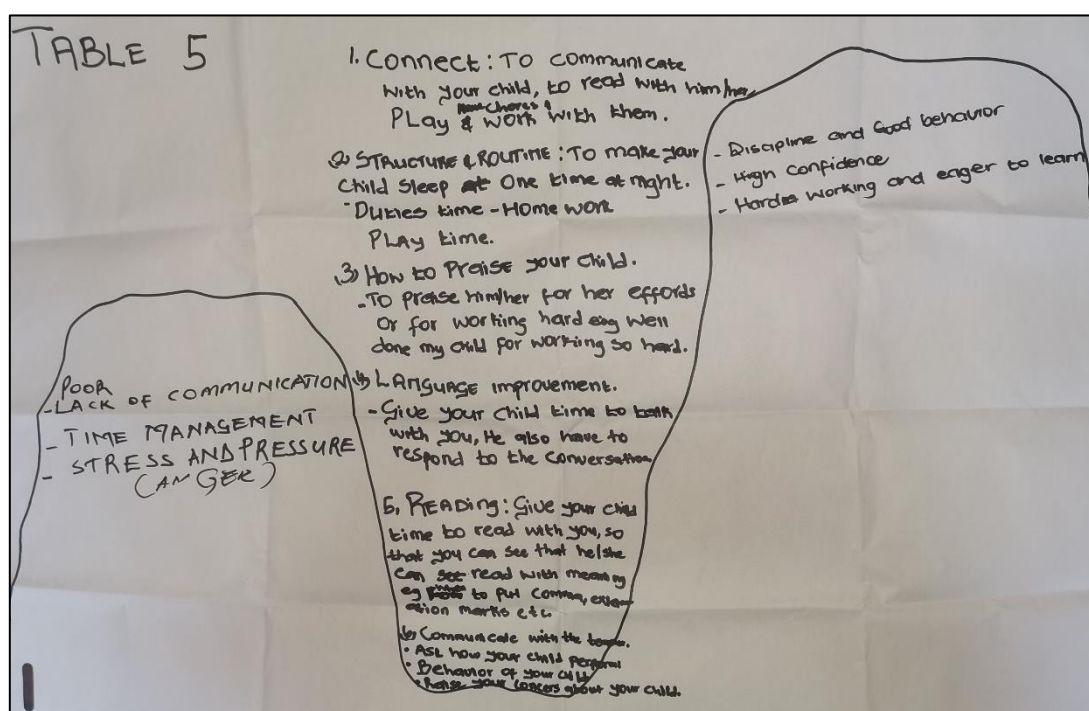 TABLE 5
1. Connect: To communicate
with your child, to read with him/her,
Chores &
Play & work with them.
2) STRUCTURE & ROUTINE: To make your
Child Sleep at One time at night.
- Duties time - Home work
PLAY time.
3) How to Praise your child.
- To praise him/her for her effords
Or for working hard eg Well
done my child for working so hard.
4) LANguage improvement.
- Give your child time to talk
with you, He also have to
respond to the conversation
5, READing: Give your child
time to read with you, so
that you can see that he/she
can read with meaning
eg to put comma,
ation marks etc.
6) Communicate with the
• Ask how your child perform
• Behavior of your child
• Raise your concers about your child.
POOR
- LACK OF COMMUNICATION
- TIME MANAGEMENT
- STRESS AND PRESSURE
(ANGER)
- Discipline and Good behavior
- High confidence
- Hard working and eager to learn